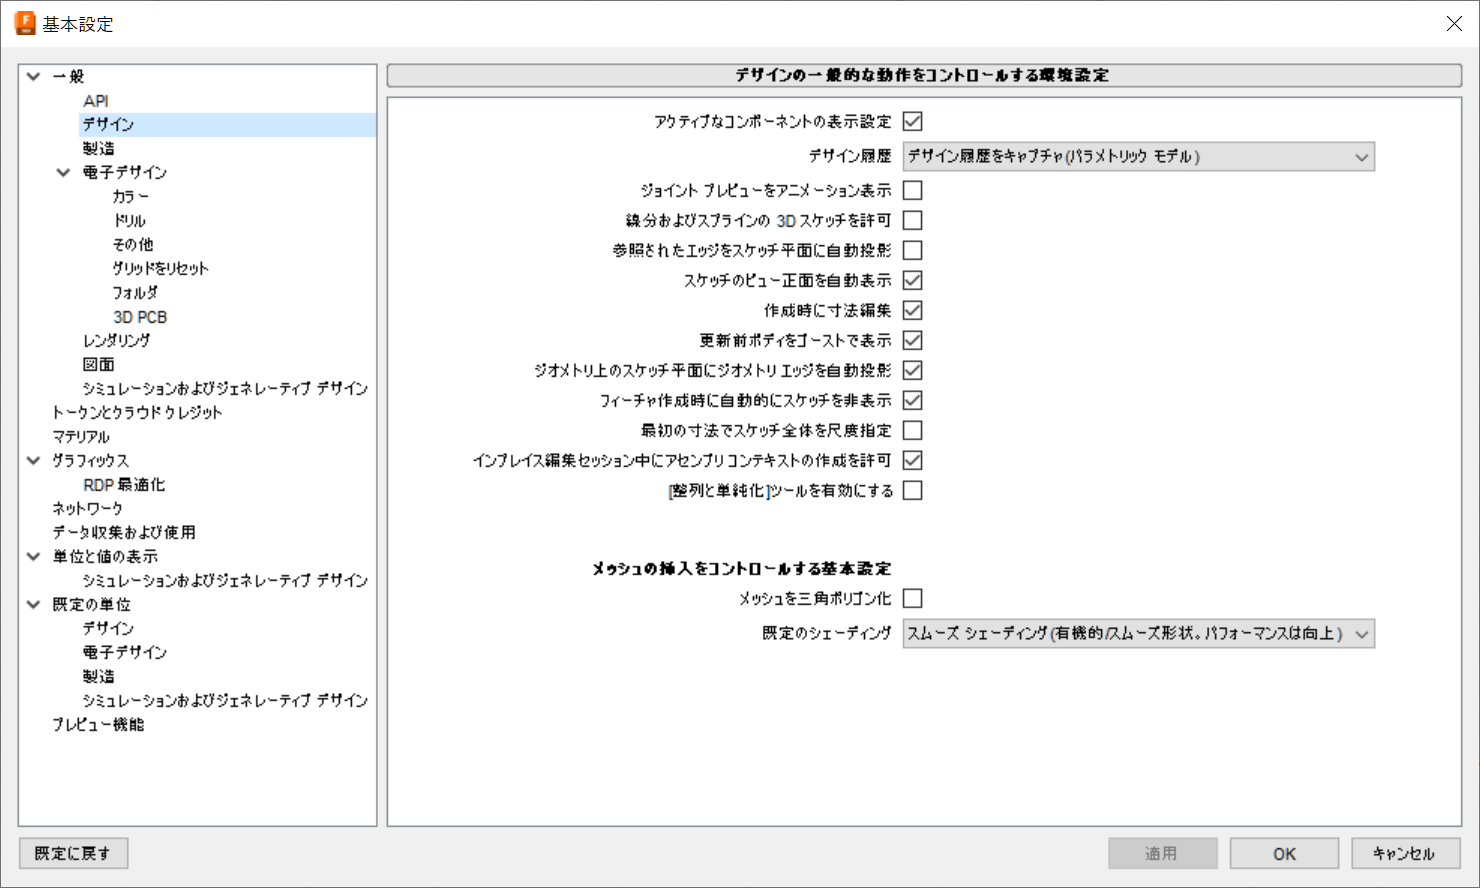 基本設定
一般
API
デザイン
製造
電子デザイン
カラー
ドリル
その他
グリッドをリセット
フォルダ
3D PCB
レンダリング
図面
シミュレーションおよびジェネレーティブ デザイン
トークンとクラウド クレジット
マテリアル
グラフィックス
RDP 最適化
ネットワーク
データ収集および使用
単位と値の表示
シミュレーションおよびジェネレーティブ デザイン
既定の単位
デザイン
電子デザイン
製造
シミュレーションおよびジェネレーティブ デザイン
プレビュー機能
デザインの一般的な動作をコントロールする環境設定
アクティブなコンポーネントの表示設定
デザイン履歴 デザイン履歴をキャプチャ(パラメトリック モデル)
ジョイント プレビューをアニメーション表示
線分およびスプラインの 3D スケッチを許可
参照されたエッジをスケッチ平面に自動投影
スケッチのビュー正面を自動表示
作成時に寸法編集
更新前ボディをゴーストで表示
ジオメトリ上のスケッチ平面にジオメトリ エッジを自動投影
フィーチャ作成時に自動的にスケッチを非表示
最初の寸法でスケッチ全体を尺度指定
インプレイス編集セッション中にアセンブリ コンテキストの作成を許可
[整列と単純化]ツールを有効にする
メッシュの挿入をコントロールする基本設定
メッシュを三角ポリゴン化
既定のシェーディング スムーズ シェーディング(有機的/スムーズ形状。パフォーマンスは向上)
既定に戻す 適用 OK キャンセル